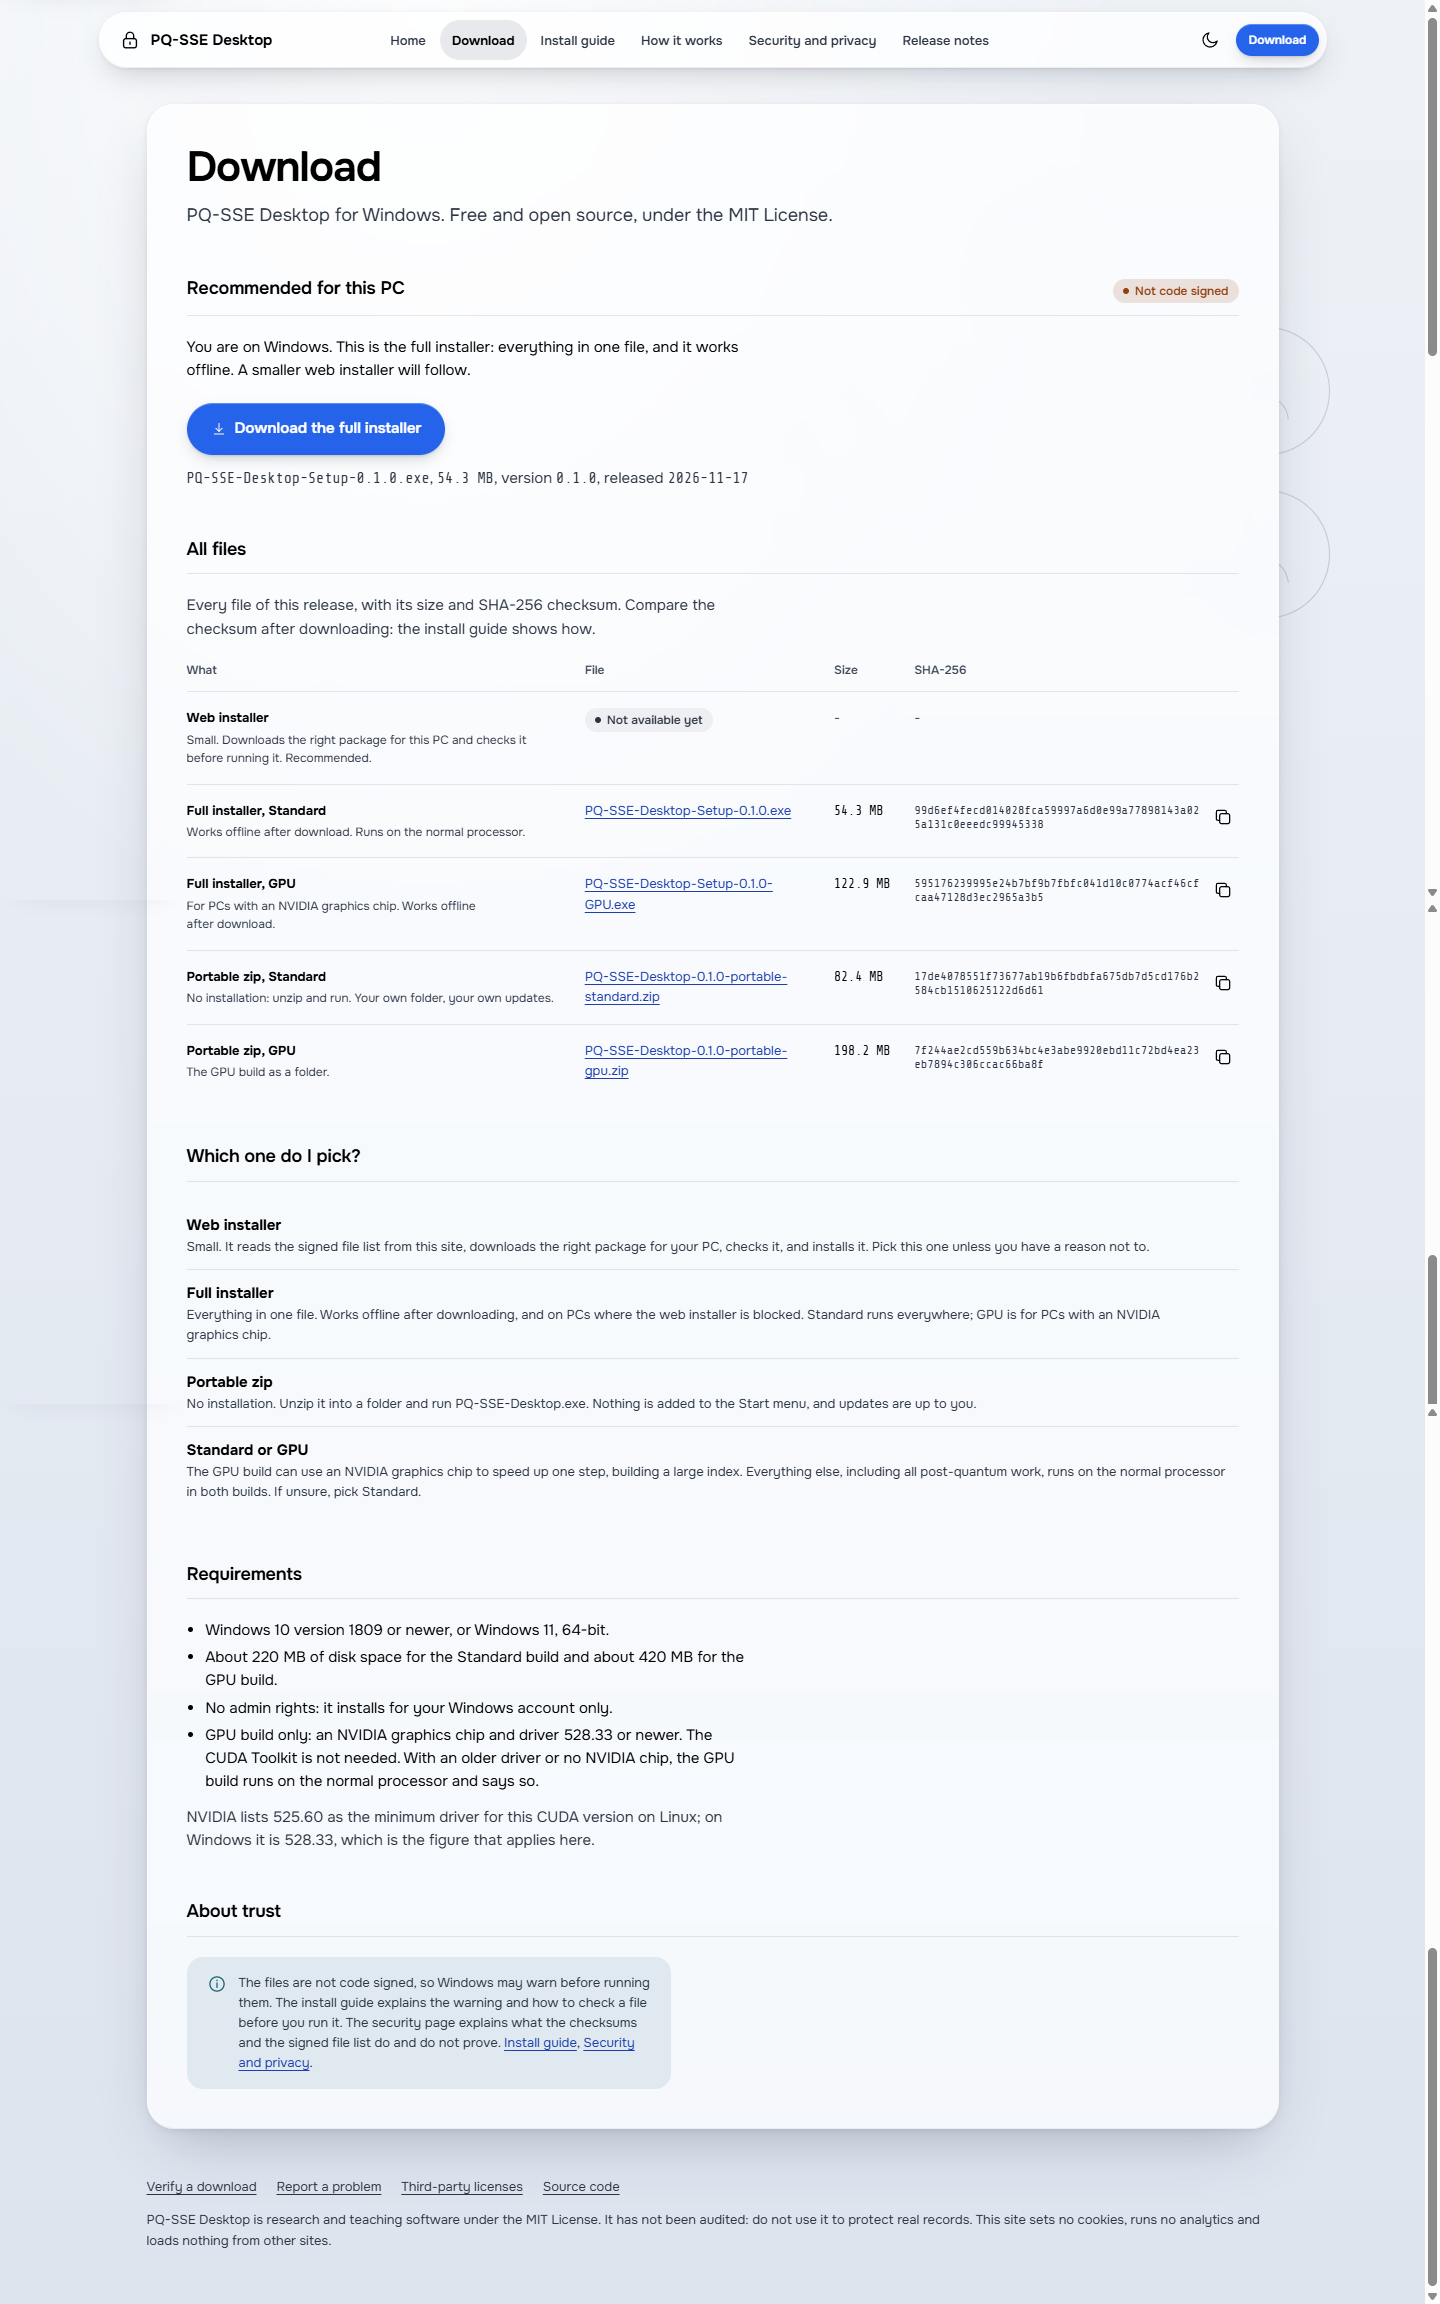 PQ-SSE Desktop
Home
Download
Install guide
How it works
Security and privacy
Release notes
Download
Download
PQ-SSE Desktop for Windows. Free and open source, under the MIT License.
Recommended for this PC
Not code signed
You are on Windows. This is the full installer: everything in one file, and it works
offline. A smaller web installer will follow.
Download the full installer
PQ-SSE-Desktop-Setup-0.1.0.exe, 54.3 MB, version 0.1.0, released 2026-11-17
All files
Every file of this release, with its size and SHA-256 checksum. Compare the
checksum after downloading: the install guide shows how.
What File Size SHA-256
Web installer
Not available yet - -
Small. Downloads the right package for this PC and checks it
before running it. Recommended.
Full installer, Standard
PQ-SSE-Desktop-Setup-0.1.0.exe
54.3 MB
99d6ef4fecd014028fca59997a6d0e99a77898143a02
5a131c0eeedc99945338
Works offline after download. Runs on the normal processor.
Full installer, GPU
PQ-SSE-Desktop-Setup-0.1.0-
GPU.exe
122.9 MB
595176239995e24b7bf9b7fbfc041d10c0774acf46cf
caa47128d3ec2965a3b5
For PCs with an NVIDIA graphics chip. Works offline
after download.
Portable zip, Standard
PQ-SSE-Desktop-0.1.0-portable-
standard.zip
82.4 MB
17de4078551f73677ab19b6fbdbfa675db7d5cd176b2
584cb1510625122d6d61
No installation: unzip and run. Your own folder, your own updates.
Portable zip, GPU
PQ-SSE-Desktop-0.1.0-portable-
gpu.zip
198.2 MB
7f244ae2cd559b634bc4e3abe9920ebd11c72bd4ea23
eb7894c306ccac66ba8f
The GPU build as a folder.
Which one do I pick?
Web installer
Small. It reads the signed file list from this site, downloads the right package for your PC, checks it, and installs it. Pick this one unless you have a reason not to.
Full installer
Everything in one file. Works offline after downloading, and on PCs where the web installer is blocked. Standard runs everywhere; GPU is for PCs with an NVIDIA
graphics chip.
Portable zip
No installation. Unzip it into a folder and run PQ-SSE-Desktop.exe. Nothing is added to the Start menu, and updates are up to you.
Standard or GPU
The GPU build can use an NVIDIA graphics chip to speed up one step, building a large index. Everything else, including all post-quantum work, runs on the normal processor
in both builds. If unsure, pick Standard.
Requirements
• Windows 10 version 1809 or newer, or Windows 11, 64-bit.
• About 220 MB of disk space for the Standard build and about 420 MB for the
GPU build.
• No admin rights: it installs for your Windows account only.
• GPU build only: an NVIDIA graphics chip and driver 528.33 or newer. The
CUDA Toolkit is not needed. With an older driver or no NVIDIA chip, the GPU
build runs on the normal processor and says so.
NVIDIA lists 525.60 as the minimum driver for this CUDA version on Linux; on
Windows it is 528.33, which is the figure that applies here.
About trust
The files are not code signed, so Windows may warn before running
them. The install guide explains the warning and how to check a file
before you run it. The security page explains what the checksums
and the signed file list do and do not prove. Install guide, Security
and privacy.
Verify a download
Report a problem
Third-party licenses
Source code
PQ-SSE Desktop is research and teaching software under the MIT License. It has not been audited: do not use it to protect real records. This site sets no cookies, runs no analytics and
loads nothing from other sites.